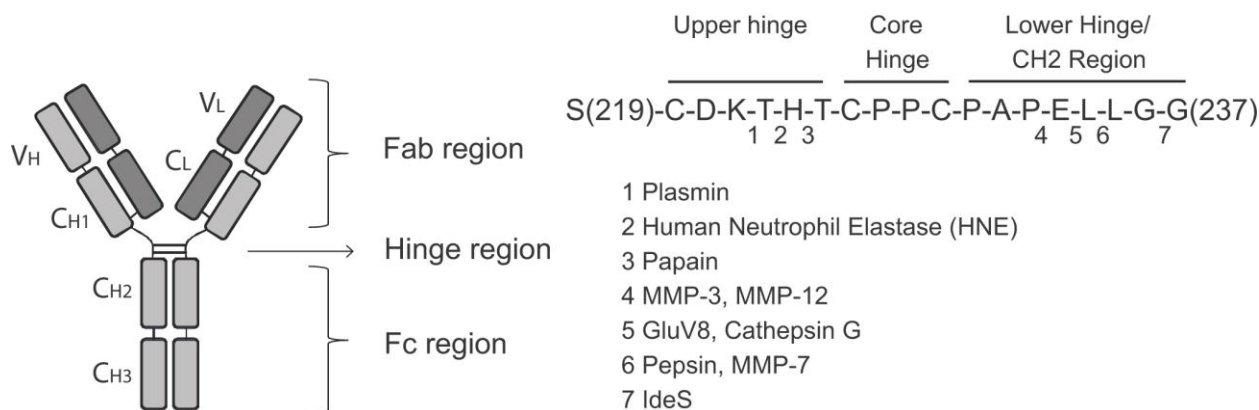 VH
VL
CL
CH1
CH2
CH3
Fab region
Hinge region
Fc region
Upper hinge
Core
Hinge
Lower Hinge/
CH2 Region
S(219)-C-D-K-T-H-T-C-P-P-C-P-A-P-E-L-L-G-G(237)
1 2 3 4 5 6 7
1 Plasmin
2 Human Neutrophil Elastase (HNE)
3 Papain
4 MMP-3, MMP-12
5 GluV8, Cathepsin G
6 Pepsin, MMP-7
7 IdeS